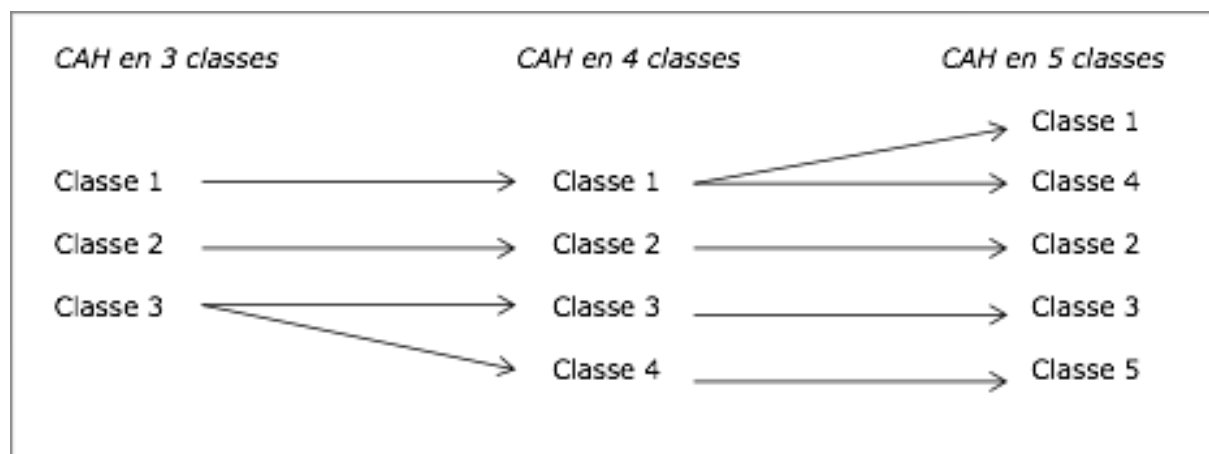 CAH en 3 classes CAH en 4 classes CAH en 5 classes
Classe 1
Classe 1 Classe 1 Classe 4
Classe 2 Classe 2 Classe 2
Classe 3 Classe 3 Classe 3
Classe 4 Classe 5